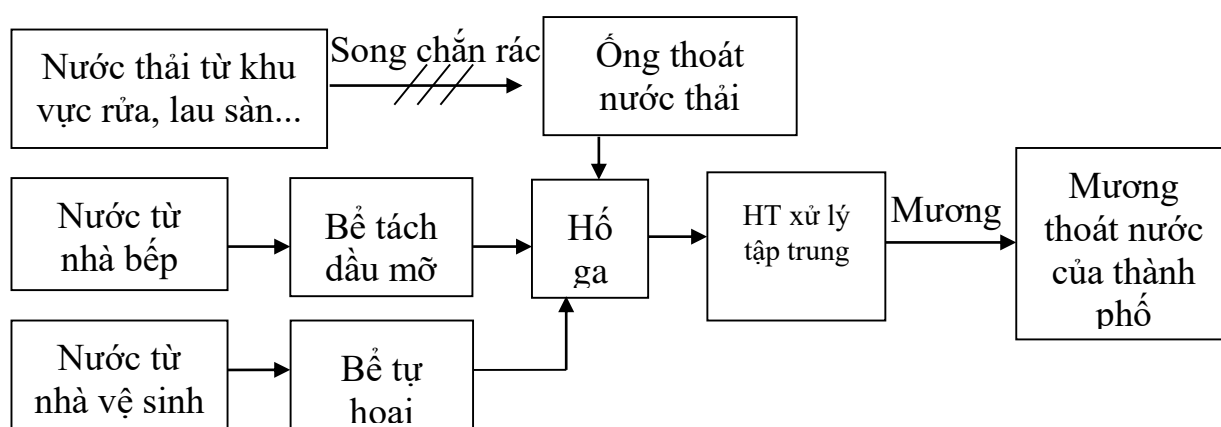 Nước thải từ khu
vực rửa, lau sàn...
Song chắn rác
Ống thoát
nước thải
Nước từ
nhà bếp
Bể tách
dầu mỡ
Hố
ga
HT xử lý
tập trung
Mương
Mương
thoát nước
của thành
phố
Nước từ
nhà vệ sinh
Bể tự
hoại